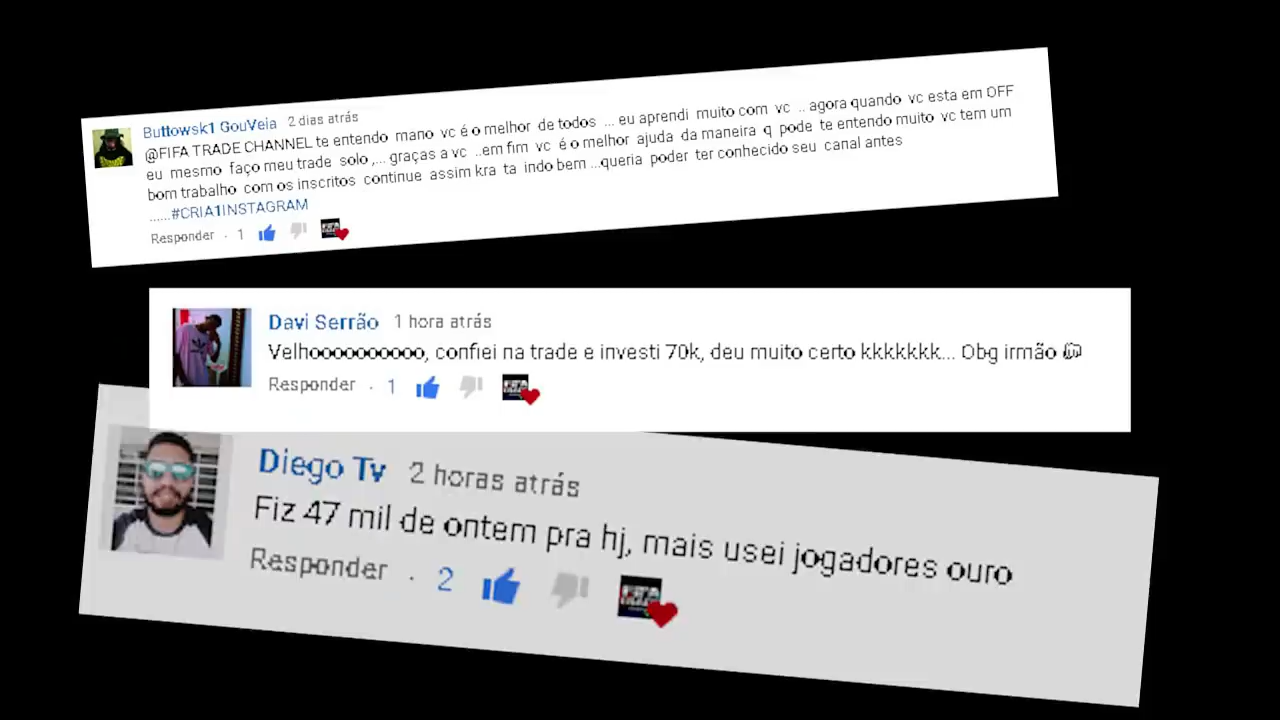 Buttowsk1 GouVeia 2 dias atrás
@FIFA TRADE CHANNEL te entendo mano vc é o melhor de todos ... eu aprendi muito com vc .. agora quando vc esta em OFF
eu mesmo faço meu trade solo ,... graças a vc ..em fim vc é o melhor ajuda da maneira q pode te entendo muito vc tem um
bom trabalho com os inscritos continue assim kra ta indo bem ...queria poder ter conhecido seu canal antes
......#CRIA1INSTAGRAM
Responder · 1
Davi Serrão 1 hora atrás
Velhoooooooooo, confiei na trade e investi 70k, deu muito certo kkkkkkk... Obg irmão
Responder · 1
Diego Tv 2 horas atrás
Fiz 47 mil de ontem pra hj, mais usei jogadores ouro
Responder · 2